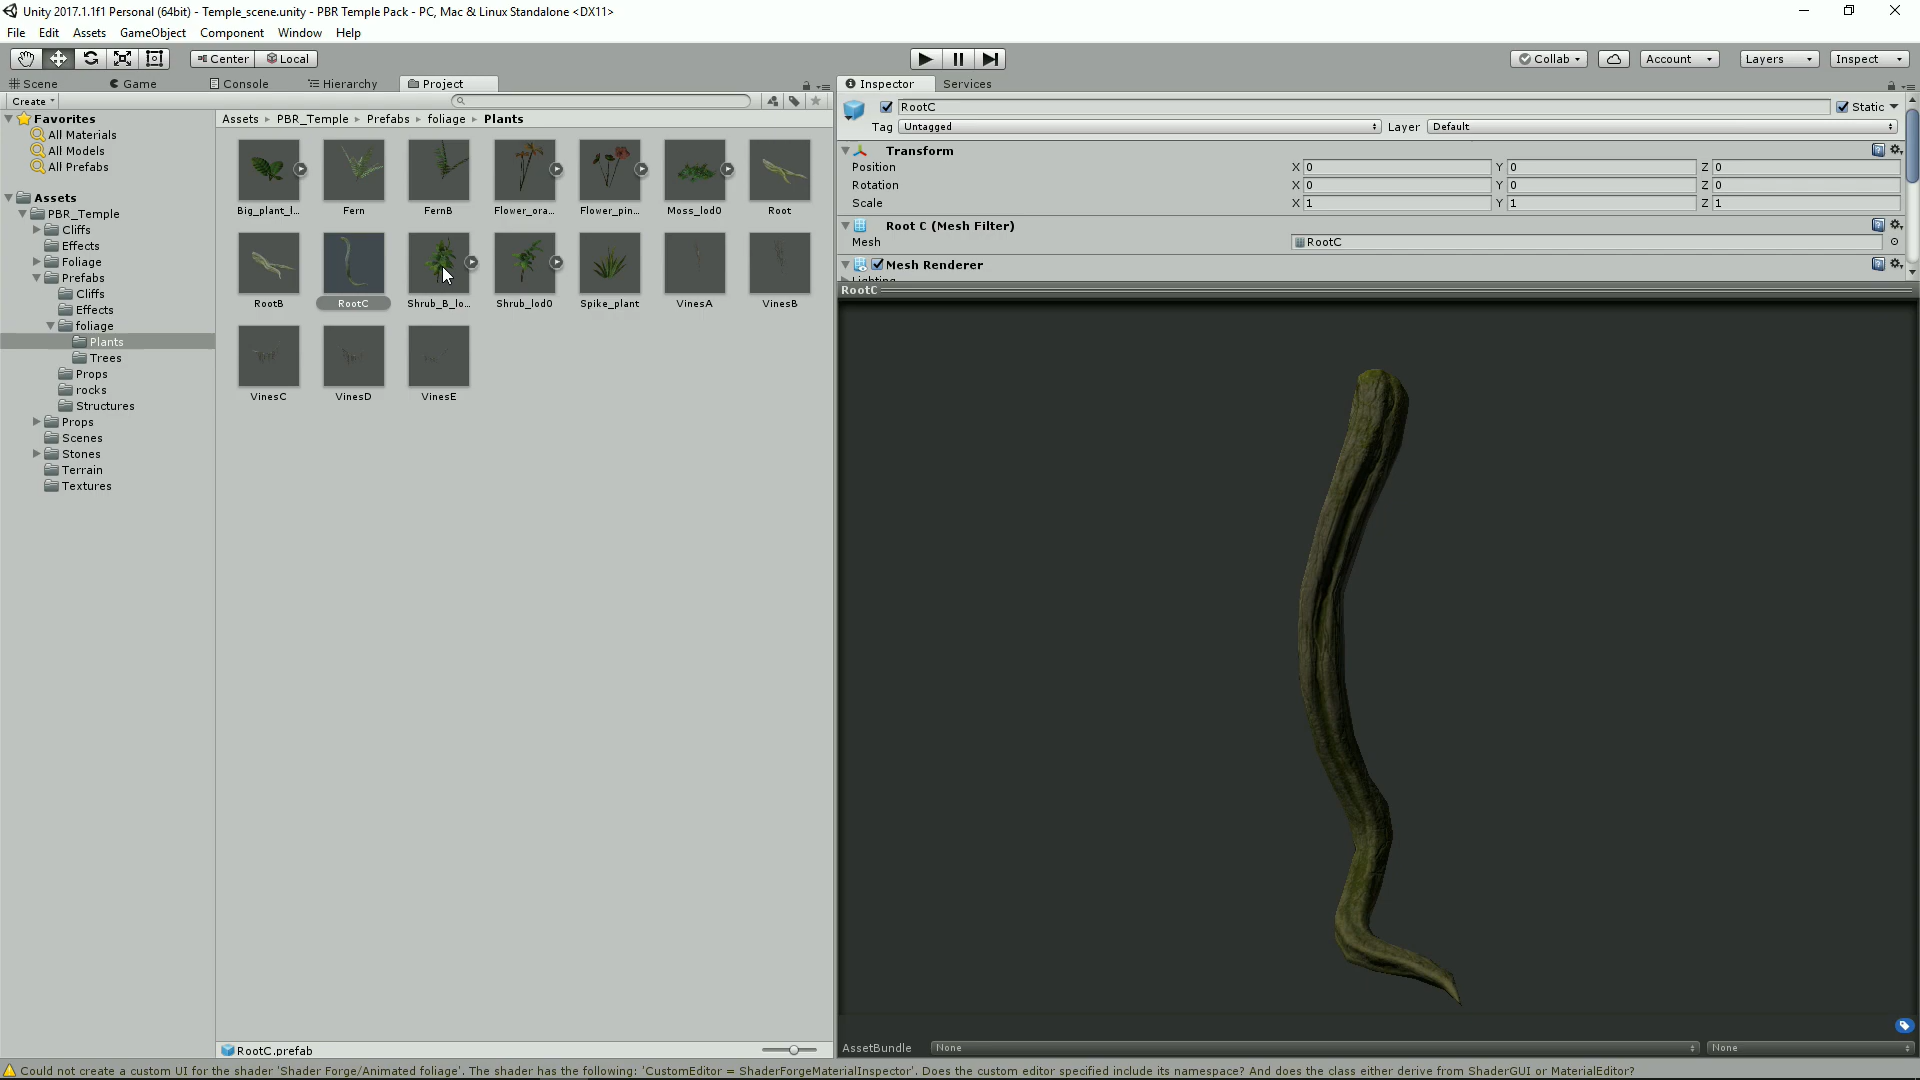 Unity 2017.1.1f1 Personal (64bit) - Temple_scene.unity - PBR Temple Pack - PC, Mac & Linux Standalone <DX11>
File Edit Assets GameObject Component Window Help
Center Local Collab Account Layers Inspect
Scene Game Console Hierarchy Project Inspector Services
Create
Favorites
All Materials
All Models
All Prefabs
Assets
PBR_Temple
Cliffs
Effects
Foliage
Prefabs
Cliffs
Effects
foliage
Plants
Trees
Props
rocks
Structures
Props
Scenes
Stones
Terrain
Textures
Assets PBR_Temple Prefabs foliage Plants
Big_plant_l... Fern FernB Flower_ora... Flower_pin... Moss_lod0 Root
RootB RootC Shrub_B_lo... Shrub_lod0 Spike_plant VinesA VinesB
VinesC VinesD VinesE
RootC.prefab
RootC Static
Tag Untagged Layer Default
Transform
Position X 0 Y 0 Z 0
Rotation X 0 Y 0 Z 0
Scale X 1 Y 1 Z 1
Root C (Mesh Filter)
Mesh RootC
Mesh Renderer
Lighting
RootC
AssetBundle None None
Could not create a custom UI for the shader 'Shader Forge/Animated foliage'. The shader has the following: 'CustomEditor = ShaderForgeMaterialInspector'. Does the custom editor specified include its namespace? And does the class either derive from ShaderGUI or MaterialEditor?